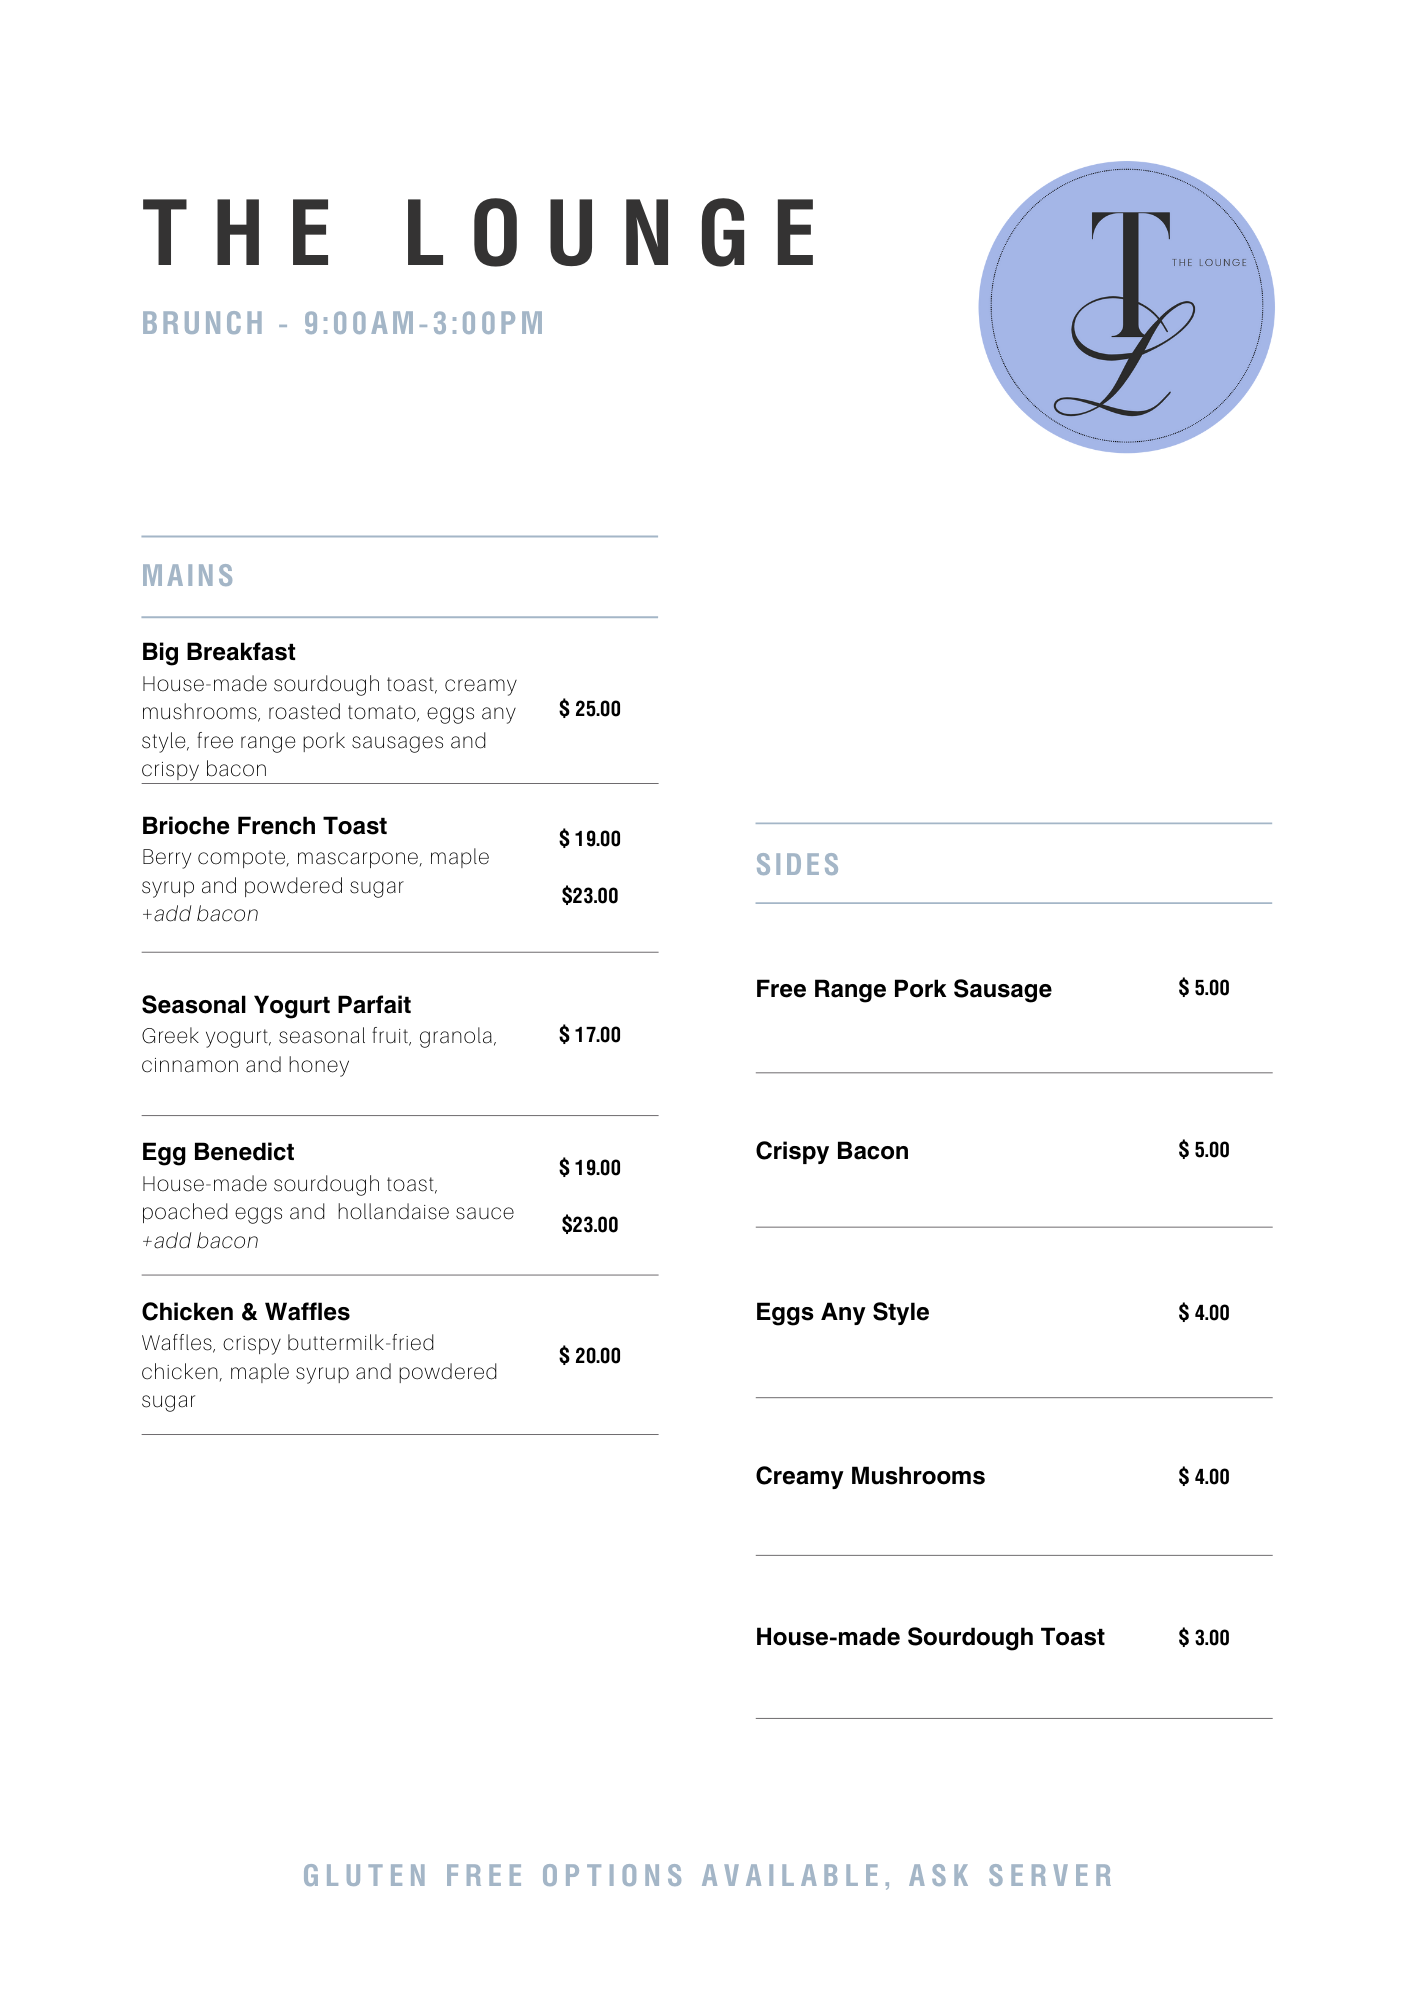 THE LOUNGE
BRUNCH - 9:00AM-3:00PM
T
THE LOUNGE
L
MAINS
Big Breakfast
House-made sourdough toast, creamy
mushrooms, roasted tomato, eggs any
style, free range pork sausages and
crispy bacon
$ 25.00
Brioche French Toast
Berry compote, mascarpone, maple
syrup and powdered sugar
+add bacon
$ 19.00
$23.00
Seasonal Yogurt Parfait
Greek yogurt, seasonal fruit, granola,
cinnamon and honey
$ 17.00
Egg Benedict
House-made sourdough toast,
poached eggs and  hollandaise sauce
+add bacon
$ 19.00
$23.00
Chicken & Waffles
Waffles, crispy buttermilk-fried
chicken, maple syrup and powdered
sugar
$ 20.00
SIDES
Free Range Pork Sausage
$ 5.00
Crispy Bacon
$ 5.00
Eggs Any Style
$ 4.00
Creamy Mushrooms
$ 4.00
House-made Sourdough Toast
$ 3.00
GLUTEN FREE OPTIONS AVAILABLE, ASK SERVER